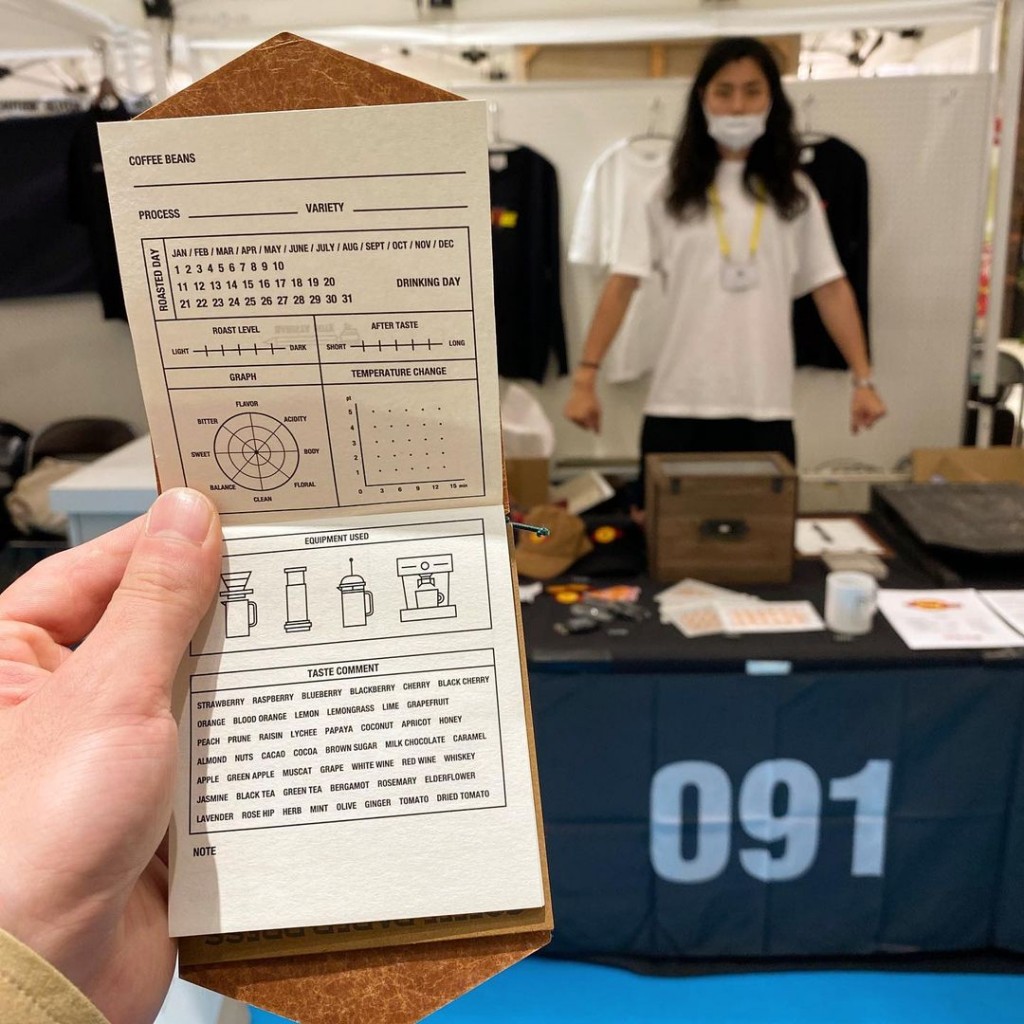 COFFEE BEANS
PROCESS VARIETY
ROASTED DAY
JAN / FEB / MAR / APR / MAY / JUNE / JULY / AUG / SEPT / OCT / NOV / DEC
1 2 3 4 5 6 7 8 9 10
11 12 13 14 15 16 17 18 19 20 DRINKING DAY
21 22 23 24 25 26 27 28 29 30 31
ROAST LEVEL AFTER TASTE
LIGHT DARK SHORT LONG
GRAPH TEMPERATURE CHANGE
FLAVOR
BITTER ACIDITY
SWEET BODY
BALANCE FLORAL
CLEAN
pt
5
4
3
2
1
0 3 6 9 12 15 min
EQUIPMENT USED
TASTE COMMENT
STRAWBERRY RASPBERRY BLUEBERRY BLACKBERRY CHERRY BLACK CHERRY
ORANGE BLOOD ORANGE LEMON LEMONGRASS LIME GRAPEFRUIT
PEACH PRUNE RAISIN LYCHEE PAPAYA COCONUT APRICOT HONEY
ALMOND NUTS CACAO COCOA BROWN SUGAR MILK CHOCOLATE CARAMEL
APPLE GREEN APPLE MUSCAT GRAPE WHITE WINE RED WINE WHISKEY
JASMINE BLACK TEA GREEN TEA BERGAMOT ROSEMARY ELDERFLOWER
LAVENDER ROSE HIP HERB MINT OLIVE GINGER TOMATO DRIED TOMATO
NOTE
091